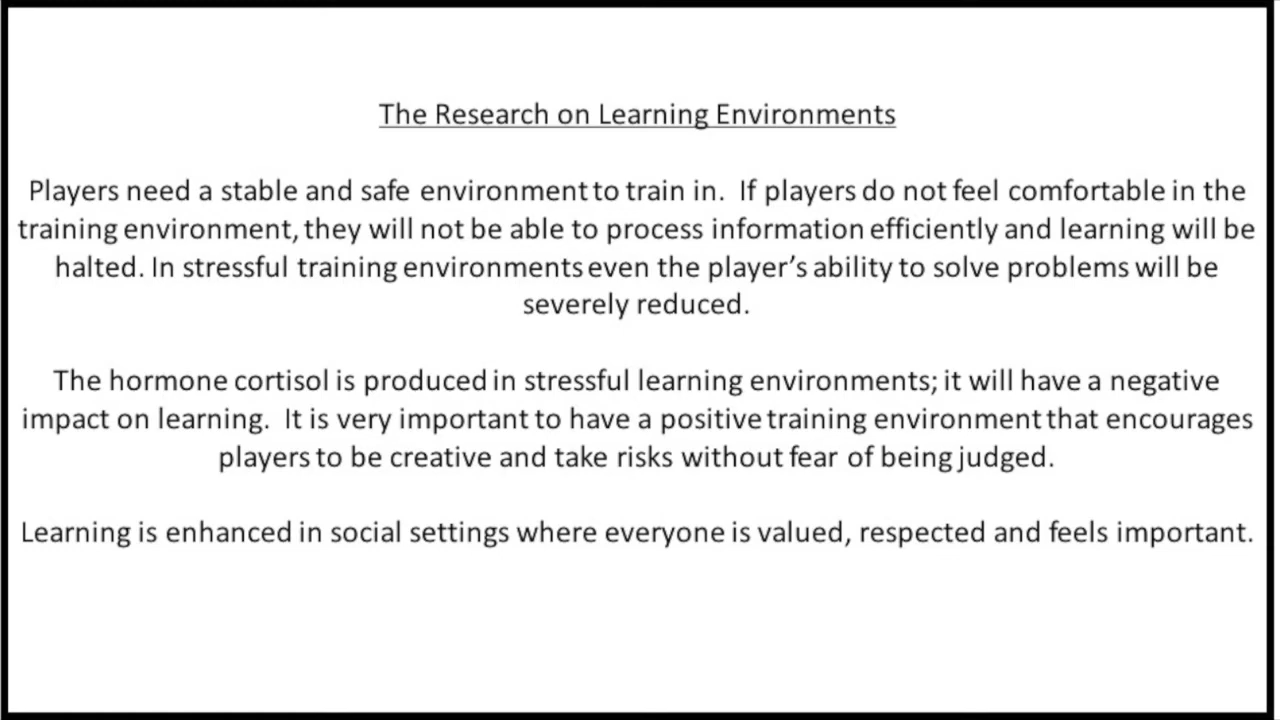 The Research on Learning Environments
Players need a stable and safe environment to train in. If players do not feel comfortable in the
training environment, they will not be able to process information efficiently and learning will be
halted. In stressful training environments even the player’s ability to solve problems will be
severely reduced.
The hormone cortisol is produced in stressful learning environments; it will have a negative
impact on learning. It is very important to have a positive training environment that encourages
players to be creative and take risks without fear of being judged.
Learning is enhanced in social settings where everyone is valued, respected and feels important.